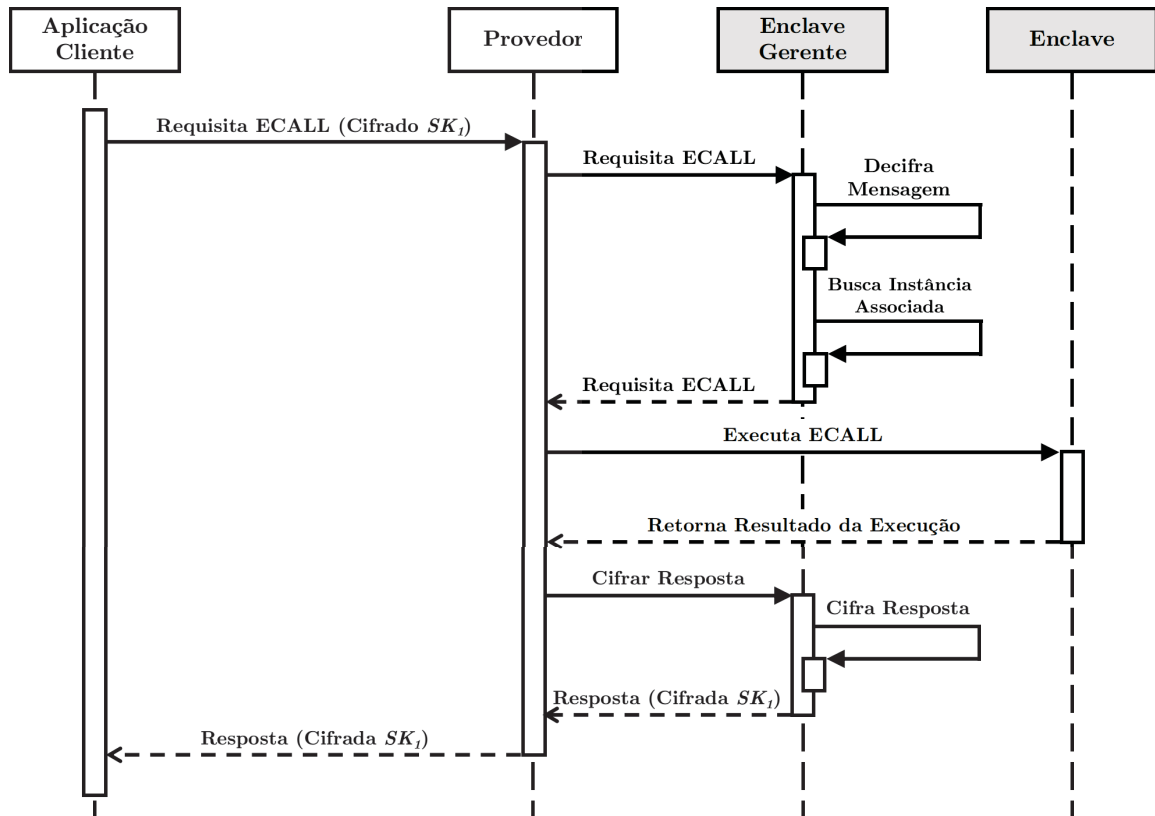 Aplicação
Cliente
Provedor
Enclave
Gerente
Enclave
Requisita ECALL (Cifrado SK₁)
Requisita ECALL
Decifra
Mensagem
Busca Instância
Associada
Requisita ECALL
Executa ECALL
Retorna Resultado da Execução
Cifrar Resposta
Cifra Resposta
Resposta (Cifrada SK₁)
Resposta (Cifrada SK₁)